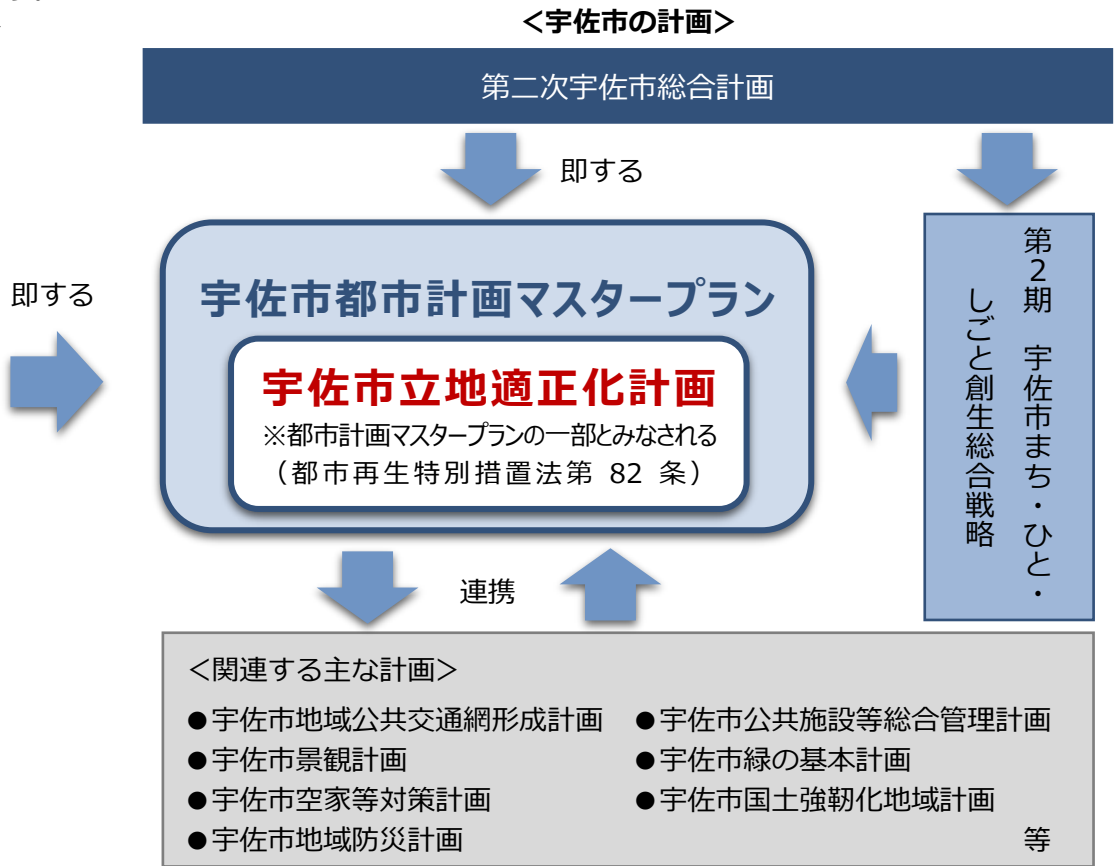 <宇佐市の計画>
第二次宇佐市総合計画
即する
即する
宇佐市都市計画マスタープラン
宇佐市立地適正化計画
※都市計画マスタープランの一部とみなされる
(都市再生特別措置法第 82 条)
第2期 宇佐市まち・ひと・
しごと創生総合戦略
連携
<関連する主な計画>
●宇佐市地域公共交通網形成計画 ●宇佐市公共施設等総合管理計画
●宇佐市景観計画 ●宇佐市緑の基本計画
●宇佐市空家等対策計画 ●宇佐市国土強靭化地域計画
●宇佐市地域防災計画 等